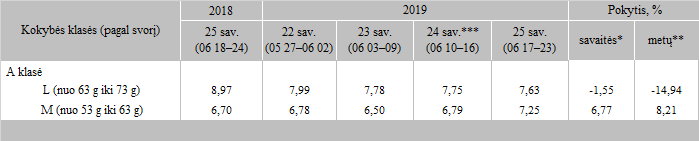 Kokybės klasės (pagal svorį) 2018 2019 Pokytis, %
25 sav. (06 18–24) 22 sav. (05 27–06 02) 23 sav. (06 03–09) 24 sav.*** (06 10–16) 25 sav. (06 17–23) savaitės* metų**
A klasė
L (nuo 63 g iki 73 g) 8,97 7,99 7,78 7,75 7,63 -1,55 -14,94
M (nuo 53 g iki 63 g) 6,70 6,78 6,50 6,79 7,25 6,77 8,21